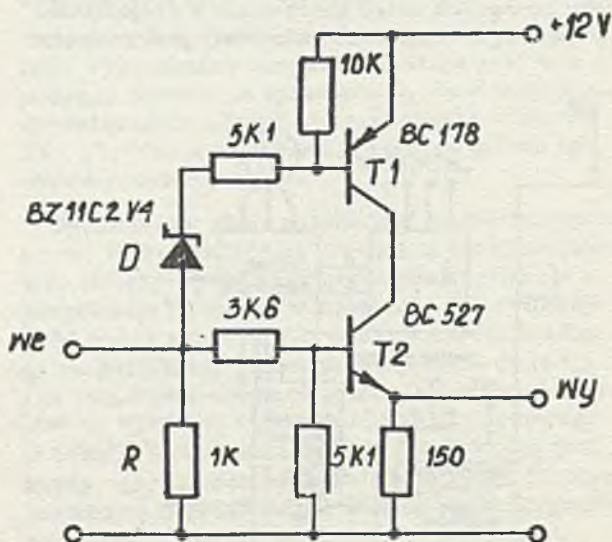 +12V
10K
BC178
5K1
T1
BZ11C2V4
D
3K6
BC527
we
T2
wy
R
1K
5K1
150